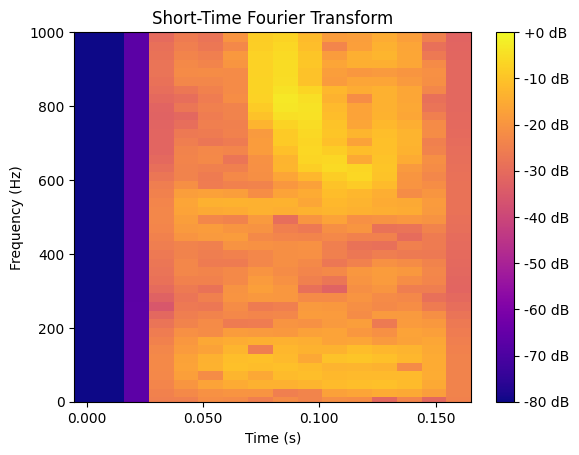 Short-Time Fourier Transform
1000
800
600
400
200
0
Frequency (Hz)
0.000
0.050
0.100
0.150
Time (s)
+0 dB
-10 dB
-20 dB
-30 dB
-40 dB
-50 dB
-60 dB
-70 dB
-80 dB